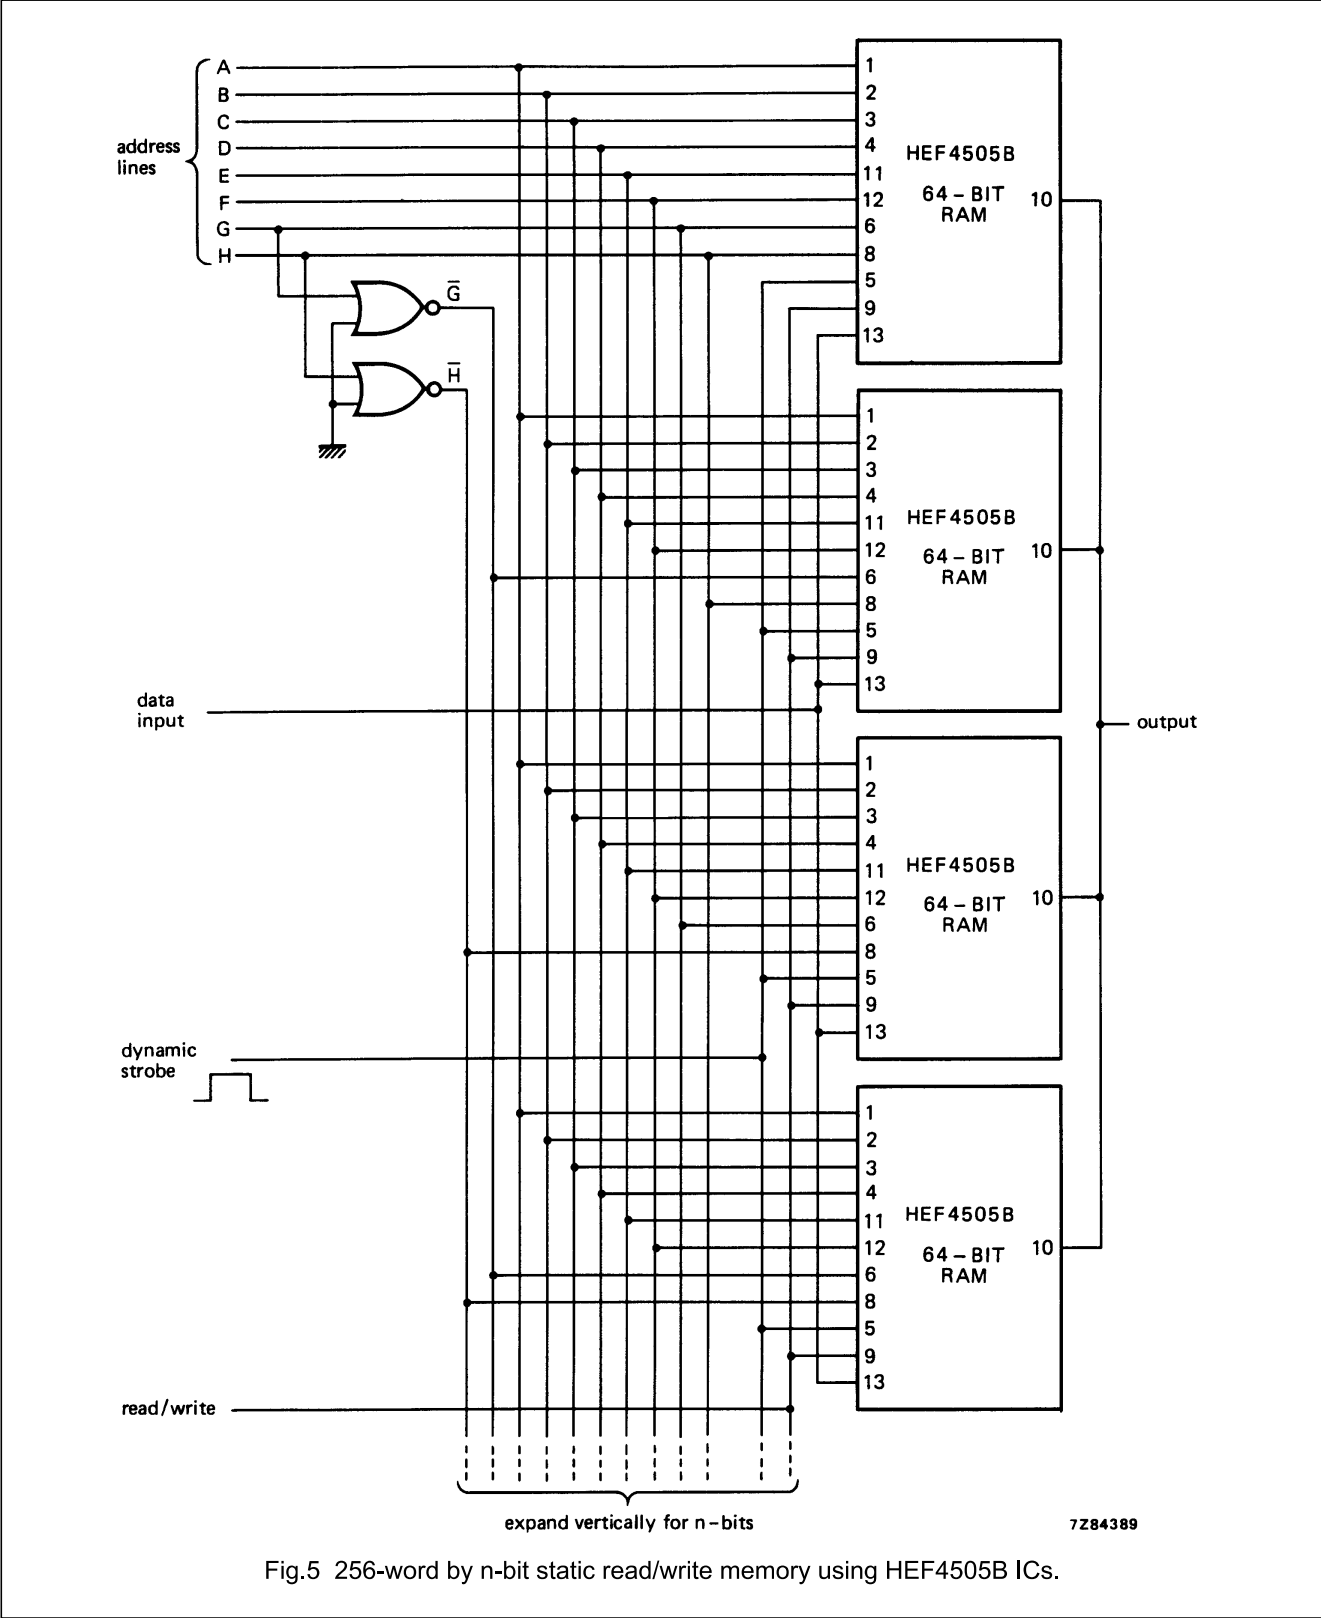 address
lines
A
B
C
D
E
F
G
H
G̅
H̅
1
2
3
4
11
12
6
8
5
9
13
HEF4505B
64-BIT
RAM
10
1
2
3
4
11
12
6
8
5
9
13
HEF4505B
64-BIT
RAM
10
data
input
output
1
2
3
4
11
12
6
8
5
9
13
HEF4505B
64-BIT
RAM
10
dynamic
strobe
1
2
3
4
11
12
6
8
5
9
13
HEF4505B
64-BIT
RAM
10
read/write
expand vertically for n-bits
7Z84389
Fig.5 256-word by n-bit static read/write memory using HEF4505B ICs.